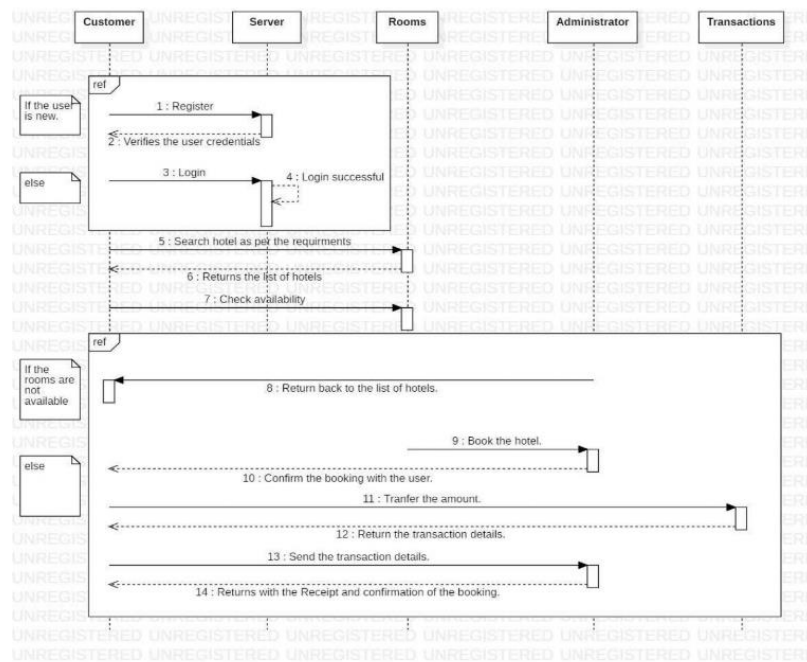 Customer
Server
Rooms
Administrator
Transactions
ref
If the user
is new.
1 : Register
2 : Verifies the user credentials
else
3 : Login
4 : Login successful
5 : Search hotel as per the requirments
6 : Returns the list of hotels
7 : Check availability
ref
If the
rooms are
not
available
8 : Return back to the list of hotels.
9 : Book the hotel.
else
10 : Confirm the booking with the user.
11 : Tranfer the amount.
12 : Return the transaction details.
13 : Send the transaction details.
14 : Returns with the Receipt and confirmation of the booking.
UNREGISTERED